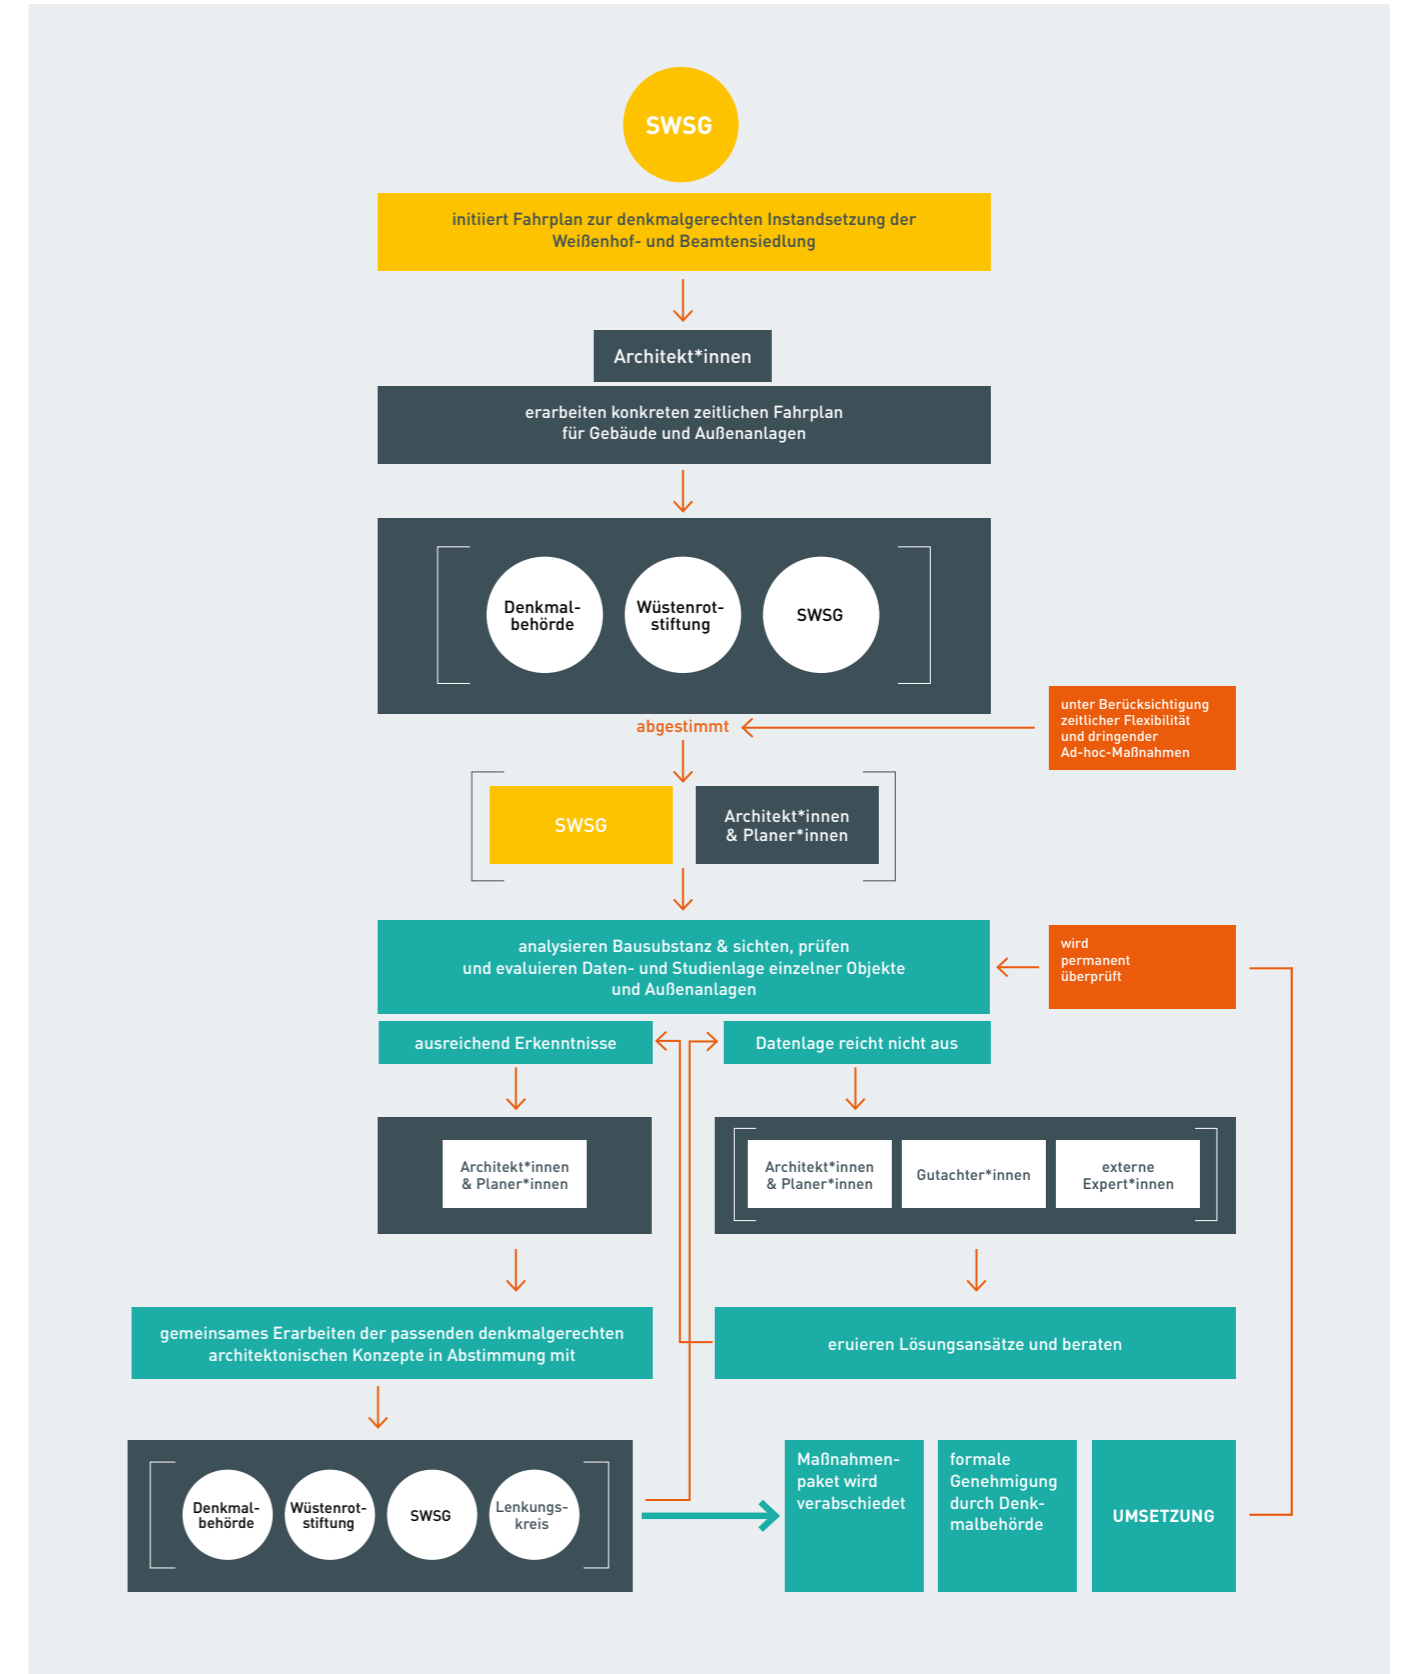 SWSG
initiiert Fahrplan zur denkmalgerechten Instandsetzung der
Weißenhof- und Beamtensiedlung
Architekt*innen
erarbeiten konkreten zeitlichen Fahrplan
für Gebäude und Außenanlagen
Denkmal-
behörde
Wüstenrot-
stiftung
SWSG
abgestimmt
unter Berücksichtigung
zeitlicher Flexibilität
und dringender
Ad-hoc-Maßnahmen
SWSG
Architekt*innen
& Planer*innen
analysieren Bausubstanz & sichten, prüfen
und evaluieren Daten- und Studienlage einzelner Objekte
und Außenanlagen
wird
permanent
überprüft
ausreichend Erkenntnisse
Datenlage reicht nicht aus
Architekt*innen
& Planer*innen
Architekt*innen
& Planer*innen
Gutachter*innen
externe
Expert*innen
gemeinsames Erarbeiten der passenden denkmalgerechten
architektonischen Konzepte in Abstimmung mit
eruieren Lösungsansätze und beraten
Denkmal-
behörde
Wüstenrot-
stiftung
SWSG
Lenkungs-
kreis
Maßnahmen-
paket wird
verabschiedet
formale
Genehmigung
durch Denk-
malbehörde
UMSETZUNG